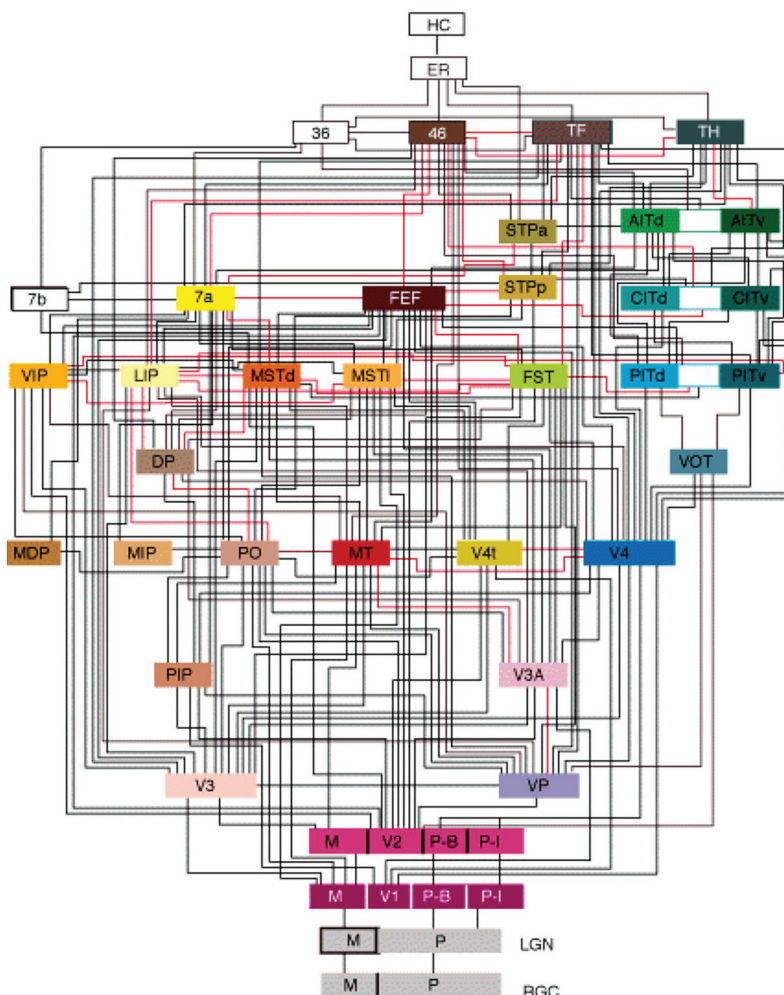 HC
ER
36 46 TF TH
STPa AITd AITv
7b 7a FEF STPp CITd CITv
VIP LIP MSTd MSTl FST PITd PITv
DP VOT
MDP MIP PO MT V4t V4
PIP V3A
V3 VP
M V2 P-B P-I
M V1 P-B P-I
M P LGN
M P RGC